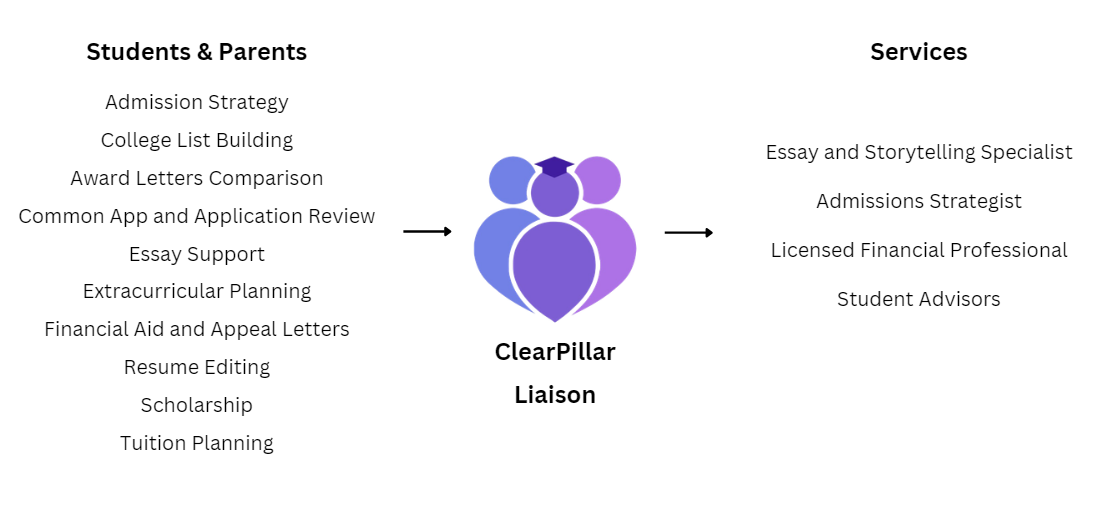 Students & Parents
Admission Strategy
College List Building
Award Letters Comparison
Common App and Application Review
Essay Support
Extracurricular Planning
Financial Aid and Appeal Letters
Resume Editing
Scholarship
Tuition Planning
ClearPillar
Liaison
Services
Essay and Storytelling Specialist
Admissions Strategist
Licensed Financial Professional
Student Advisors